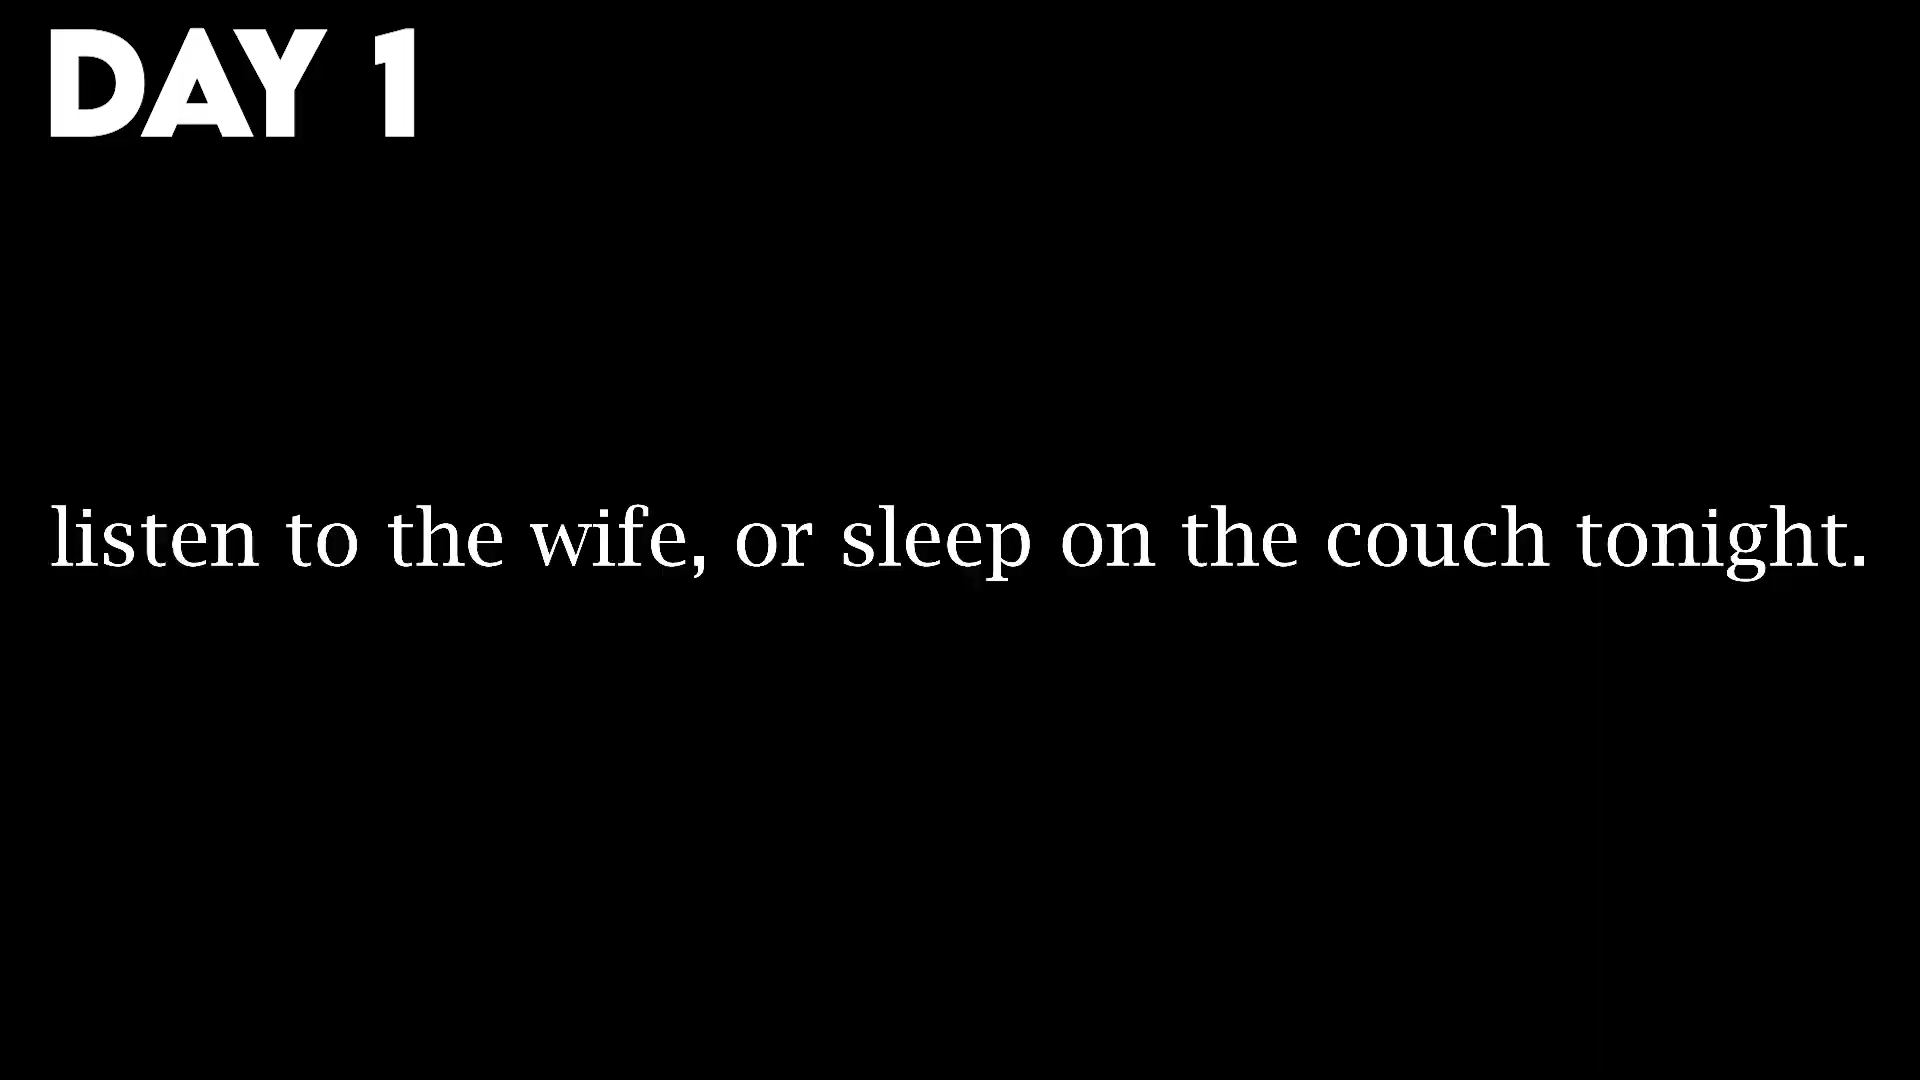 DAY 1
listen to the wife, or sleep on the couch tonight.